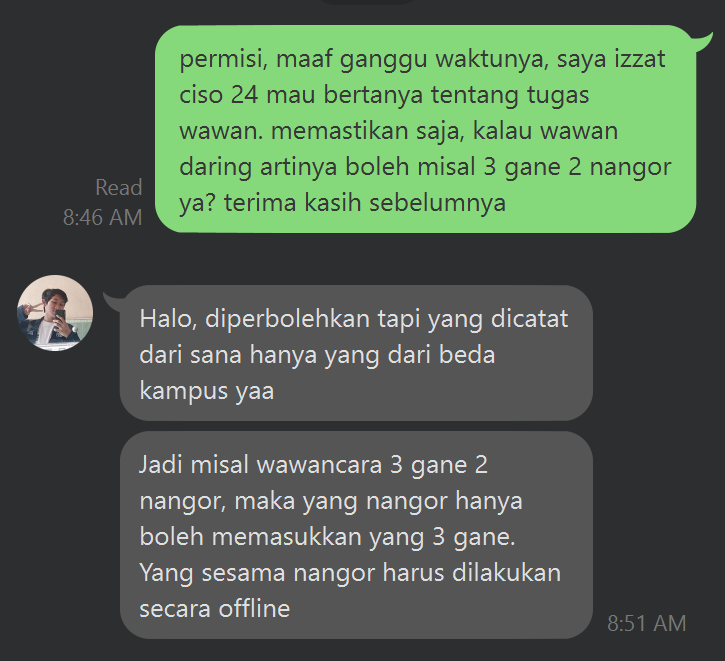 permisi, maaf ganggu waktunya, saya izzat
ciso 24 mau bertanya tentang tugas
wawan. memastikan saja, kalau wawan
daring artinya boleh misal 3 gane 2 nangor
ya? terima kasih sebelumnya
Read
8:46 AM
Halo, diperbolehkan tapi yang dicatat
dari sana hanya yang dari beda
kampus yaa
Jadi misal wawancara 3 gane 2
nangor, maka yang nangor hanya
boleh memasukkan yang 3 gane.
Yang sesama nangor harus dilakukan
secara offline
8:51 AM